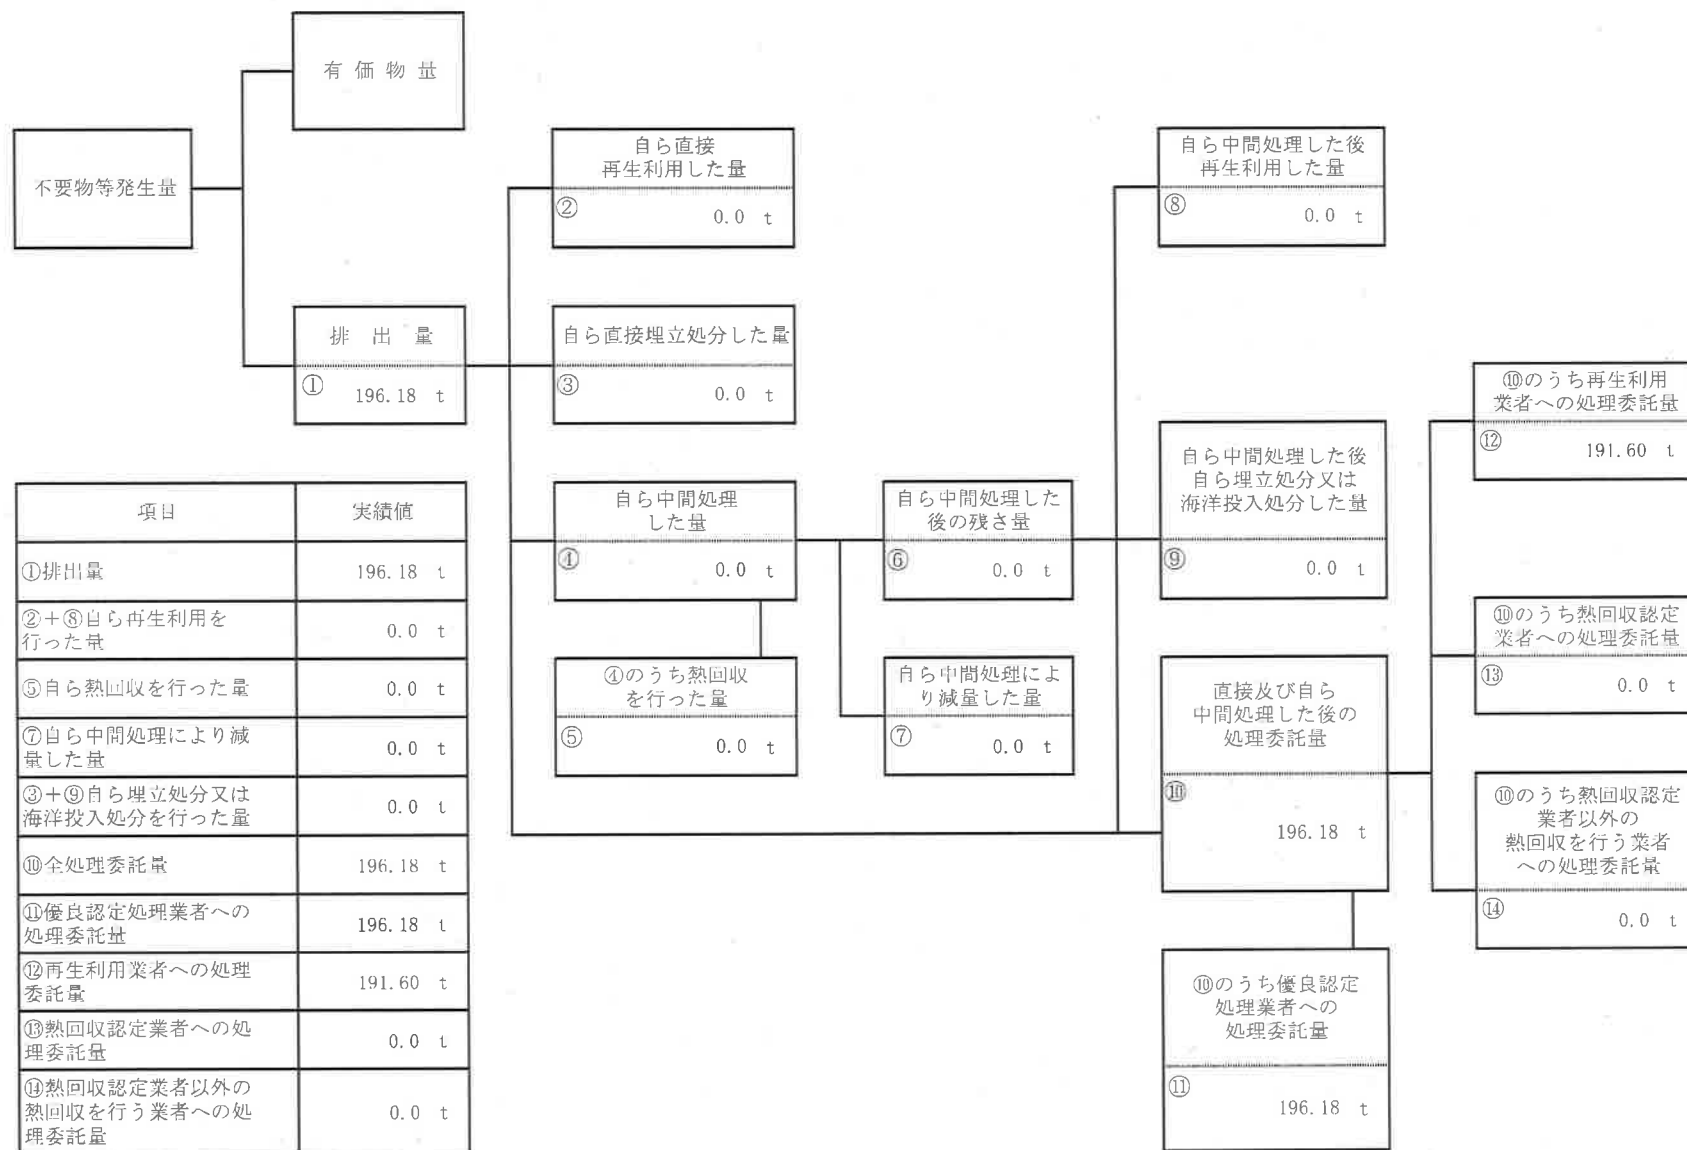 有価物量
不要物等発生量
排出量
①
196.18 t
自ら直接
再生利用した量
②
0.0 t
自ら直接埋立処分した量
③
0.0 t
自ら中間処理
した量
④
0.0 t
④のうち熱回収
を行った量
⑤
0.0 t
自ら中間処理した
後の残さ量
⑥
0.0 t
自ら中間処理によ
り減量した量
⑦
0.0 t
自ら中間処理した後
再生利用した量
⑧
0.0 t
自ら中間処理した後
自ら埋立処分又は
海洋投入処分した量
⑨
0.0 t
直接及び自ら
中間処理した後の
処理委託量
⑩
196.18 t
⑩のうち優良認定
処理業者への
処理委託量
⑪
196.18 t
⑩のうち再生利用
業者への処理委託量
⑫
191.60 t
⑩のうち熱回収認定
業者への処理委託量
⑬
0.0 t
⑩のうち熱回収認定
業者以外の
熱回収を行う業者
への処理委託量
⑭
0.0 t
項目 実績値
①排出量 196.18 t
②＋⑧自ら再生利用を
行った量 0.0 t
⑤自ら熱回収を行った量 0.0 t
⑦自ら中間処理により減
量した量 0.0 t
③＋⑨自ら埋立処分又は
海洋投入処分を行った量 0.0 t
⑩全処理委託量 196.18 t
⑪優良認定処理業者への
処理委託量 196.18 t
⑫再生利用業者への処理
委託量 191.60 t
⑬熱回収認定業者への処
理委託量 0.0 t
⑭熱回収認定業者以外の
熱回収を行う業者への処
理委託量 0.0 t